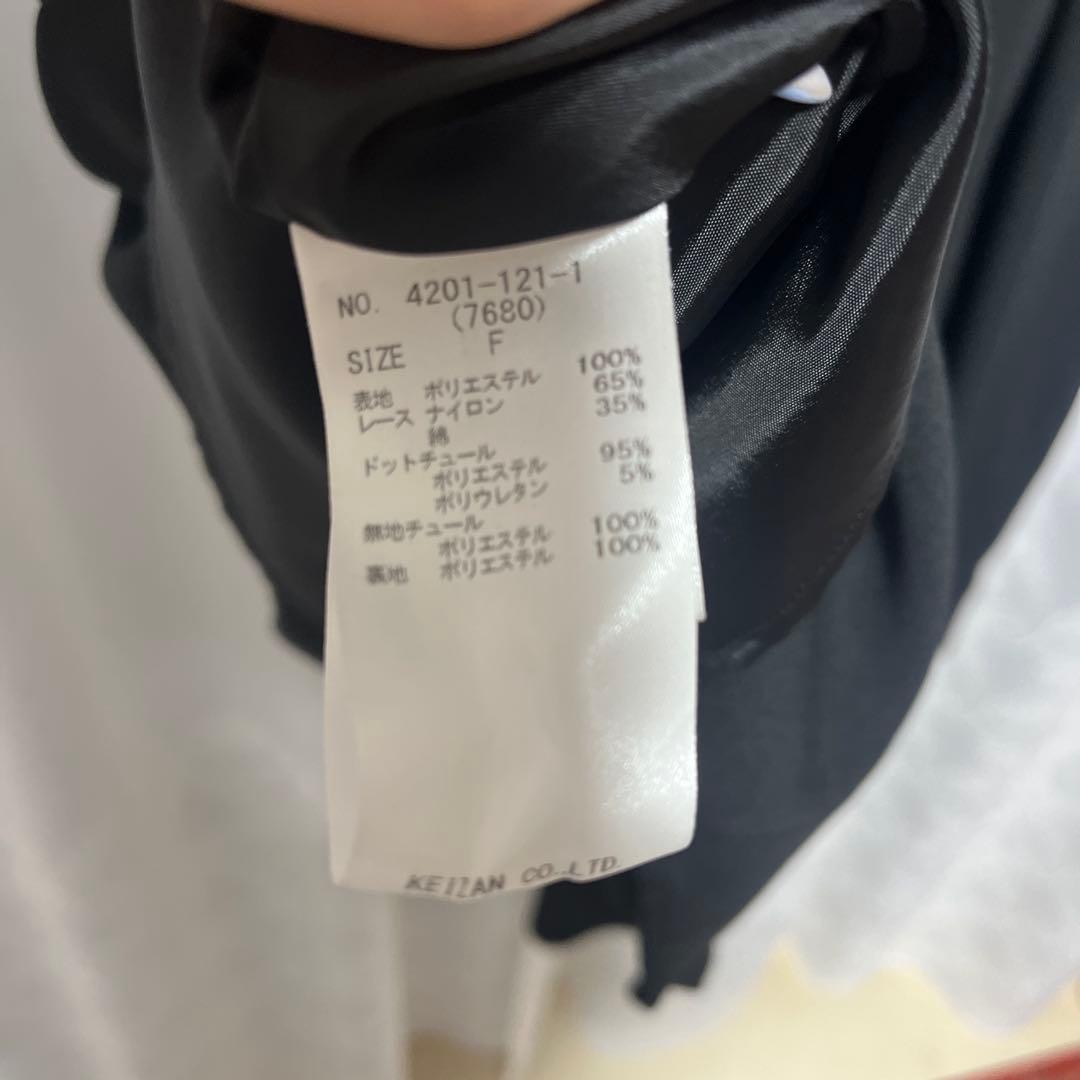 NO. 4201-121-1
(7680)
SIZE F
表地 ポリエステル 100%
レース ナイロン 65%
綿 35%
ドットチュール
ポリエステル 95%
ポリウレタン 5%
無地チュール
ポリエステル 100%
裏地 ポリエステル 100%
KEIZAN CO.,LTD.